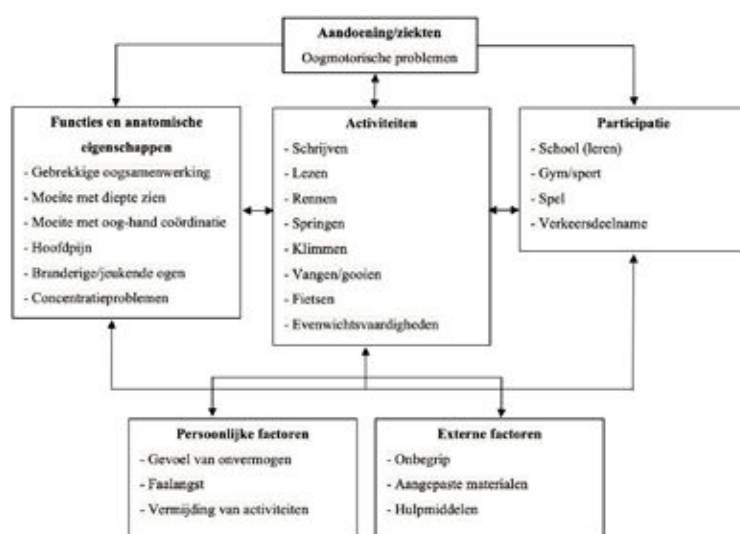 Aandoening/ziekten
Oogmotorische problemen
Functies en anatomische
eigenschappen
- Gebrekkige oogsamenwerking
- Moeite met diepte zien
- Moeite met oog-hand coördinatie
- Hoofdpijn
- Branderige/jeukende ogen
- Concentratieproblemen
Activiteiten
- Schrijven
- Lezen
- Rennen
- Springen
- Klimmen
- Vangen/gooien
- Fietsen
- Evenwichtsvaardigheden
Participatie
- School (leren)
- Gym/sport
- Spel
- Verkeersdeelname
Persoonlijke factoren
- Gevoel van onvermogen
- Faalangst
- Vermijding van activiteiten
Externe factoren
- Onbegrip
- Aangepaste materialen
- Hulpmiddelen